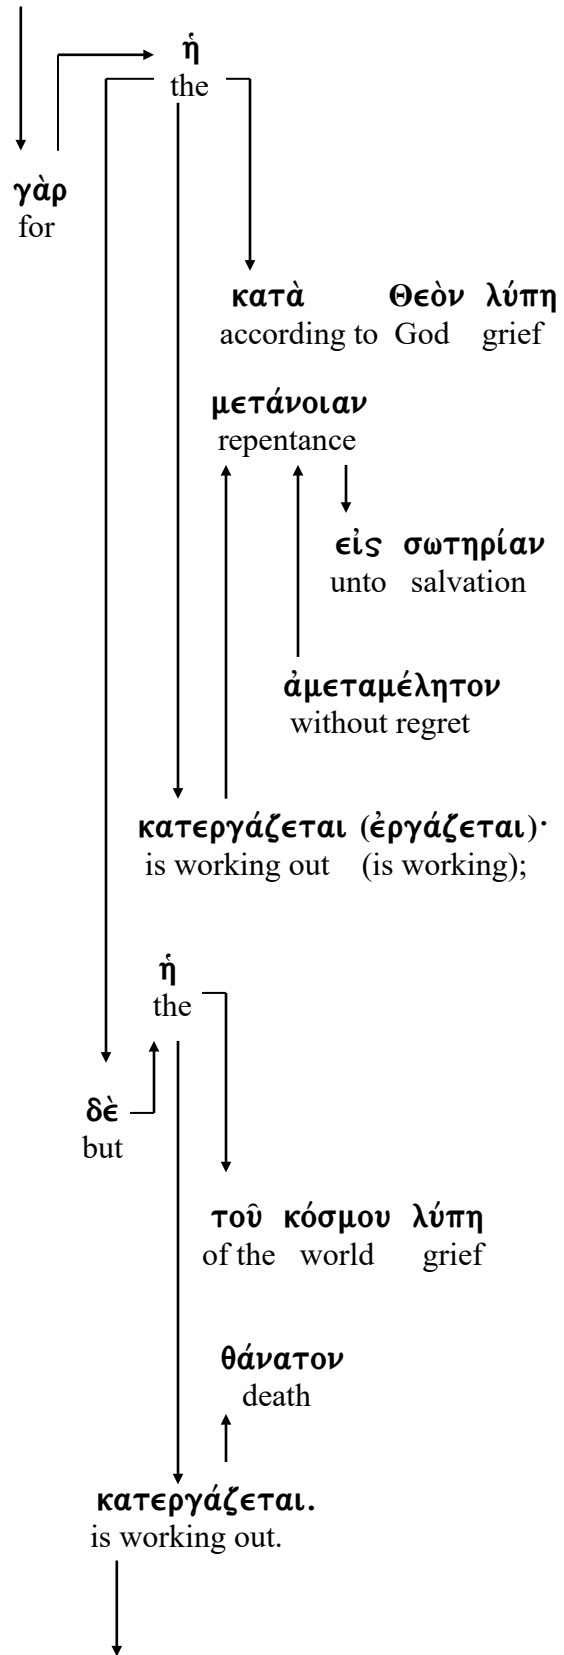 ἡ
the
γὰρ
for
κατὰ Θεὸν λύπη
according to God grief
μετάνοιαν
repentance
εἰς σωτηρίαν
unto salvation
ἀμεταμέλητον
without regret
κατεργάζεται (ἐργάζεται)·
is working out (is working);
ἡ
the
δὲ
but
τοῦ κόσμου λύπη
of the world grief
θάνατον
death
κατεργάζεται.
is working out.